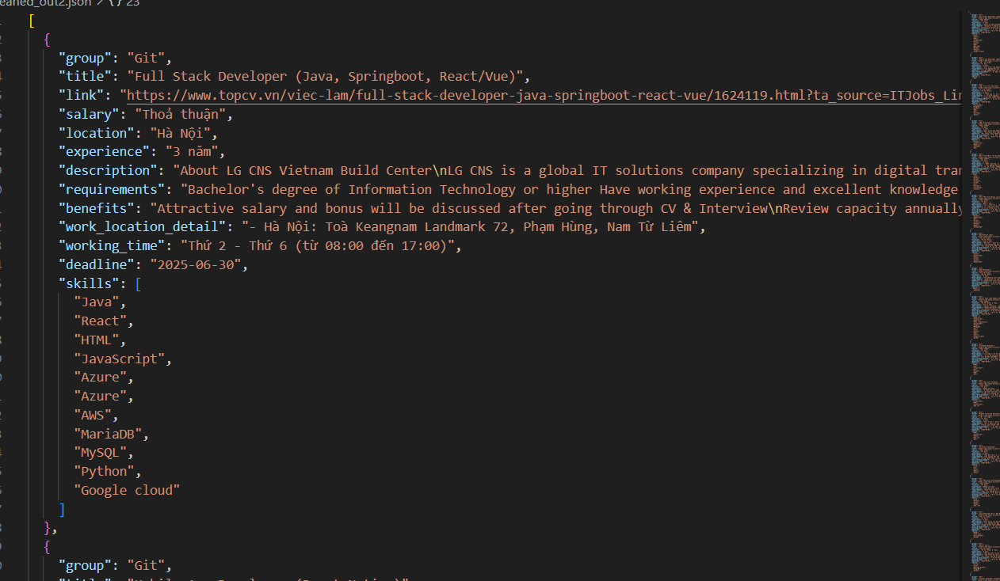 eaned_out2.json > {} 23
[
{
"group": "Git",
"title": "Full Stack Developer (Java, Springboot, React/Vue)",
"link": "https://www.topcv.vn/viec-lam/full-stack-developer-java-springboot-react-vue/1624119.html?ta_source=ITJobs_Lin
"salary": "Thoả thuận",
"location": "Hà Nội",
"experience": "3 năm",
"description": "About LG CNS Vietnam Build Center\nLG CNS is a global IT solutions company specializing in digital tran
"requirements": "Bachelor's degree of Information Technology or higher Have working experience and excellent knowledge
"benefits": "Attractive salary and bonus will be discussed after going through CV & Interview\nReview capacity annually
"work_location_detail": "- Hà Nội: Toà Keangnam Landmark 72, Phạm Hùng, Nam Từ Liêm",
"working_time": "Thứ 2 - Thứ 6 (từ 08:00 đến 17:00)",
"deadline": "2025-06-30",
"skills": [
"Java",
"React",
"HTML",
"JavaScript",
"Azure",
"Azure",
"AWS",
"MariaDB",
"MySQL",
"Python",
"Google cloud"
]
},
{
"group": "Git",